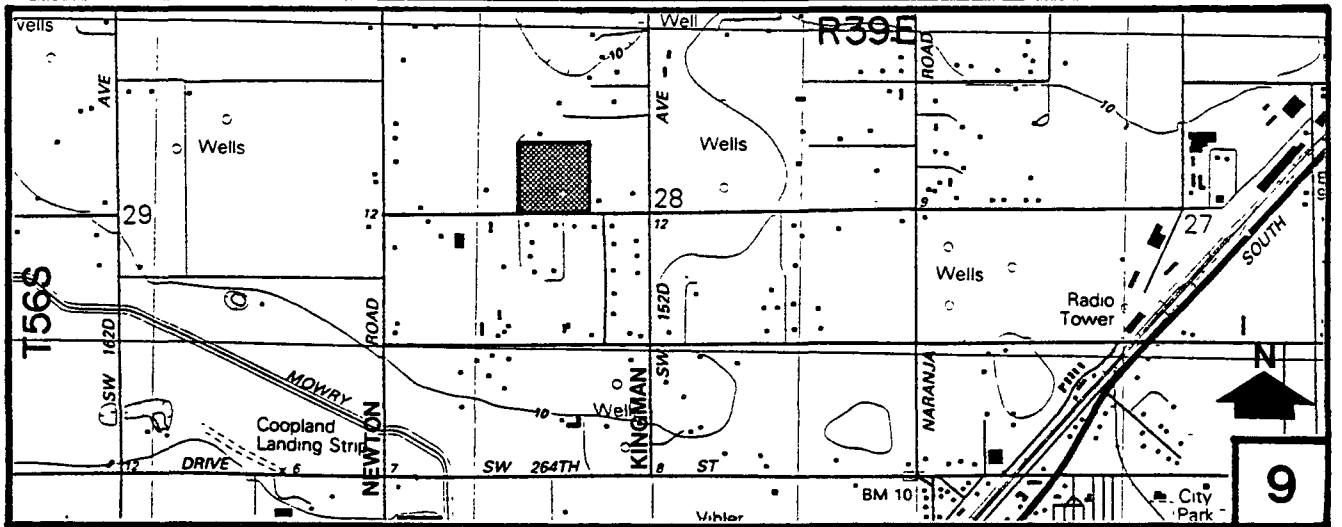 vells
Well
R39E
10
AVE
AVE
ROAD
10
Wells
Wells
29
12
28
12
9
27
SOUTH
Wells
Radio
Tower
T56S
ROAD
152D
SW
162D
SW
MOWRY
NEWTON
KINGMAN
NARANJA
N
10
Well
Coopland
Landing Strip
12
DRIVE
6
7
SW 264TH
8
ST
BM 10
City
Park
9